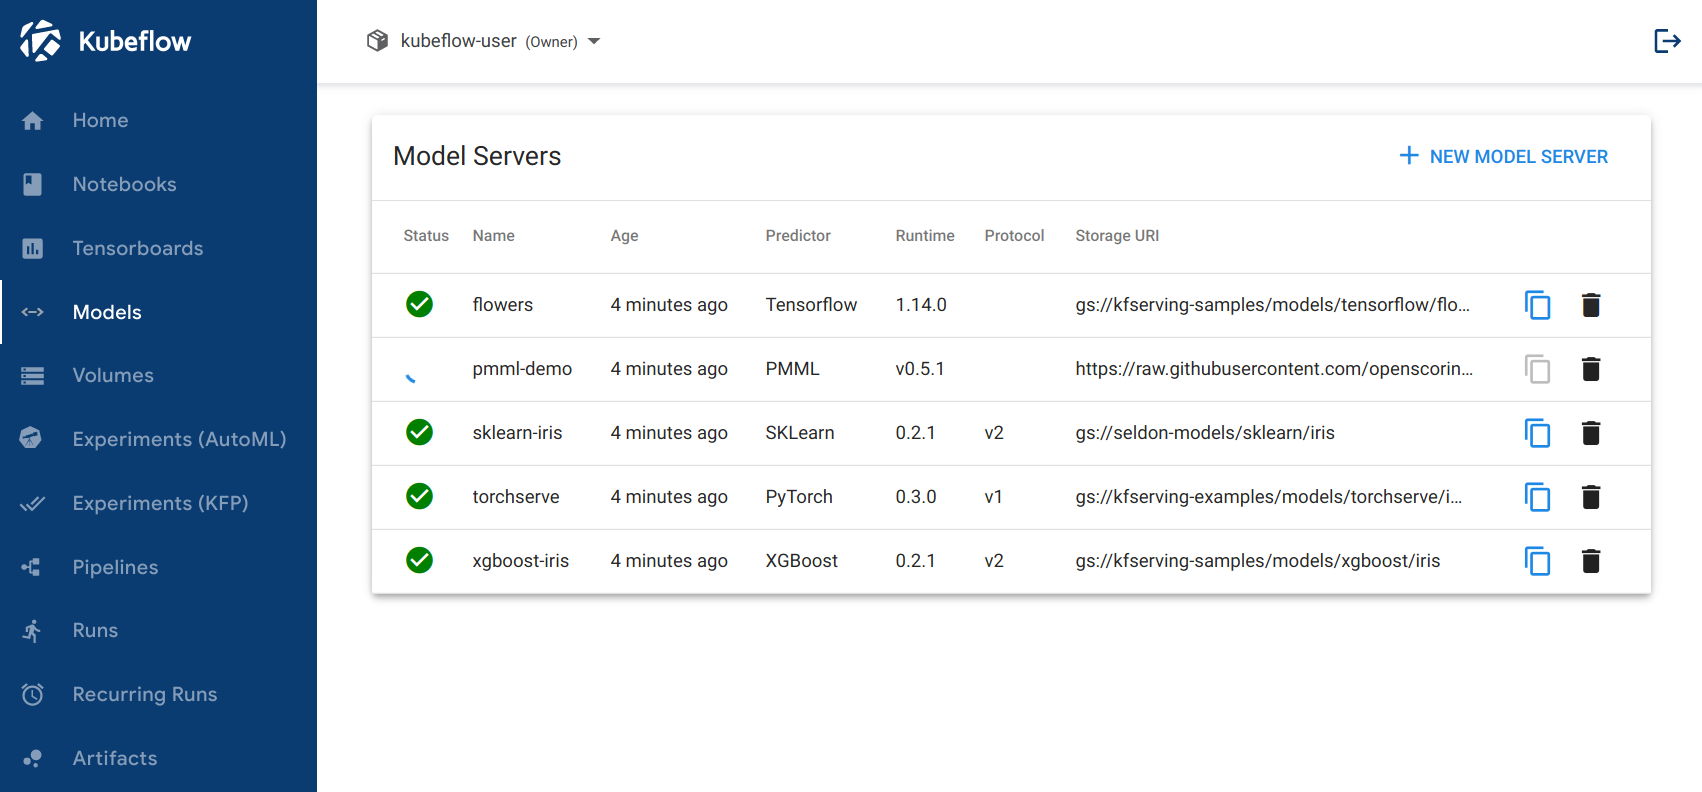 Kubeflow
kubeflow-user (Owner)
Home
Notebooks
Tensorboards
Models
Volumes
Experiments (AutoML)
Experiments (KFP)
Pipelines
Runs
Recurring Runs
Artifacts
Model Servers
NEW MODEL SERVER
Status Name Age Predictor Runtime Protocol Storage URI
flowers 4 minutes ago Tensorflow 1.14.0 gs://kfserving-samples/models/tensorflow/flo...
pmml-demo 4 minutes ago PMML v0.5.1 https://raw.githubusercontent.com/openscorin...
sklearn-iris 4 minutes ago SKLearn 0.2.1 v2 gs://seldon-models/sklearn/iris
torchserve 4 minutes ago PyTorch 0.3.0 v1 gs://kfserving-examples/models/torchserve/i...
xgboost-iris 4 minutes ago XGBoost 0.2.1 v2 gs://kfserving-samples/models/xgboost/iris